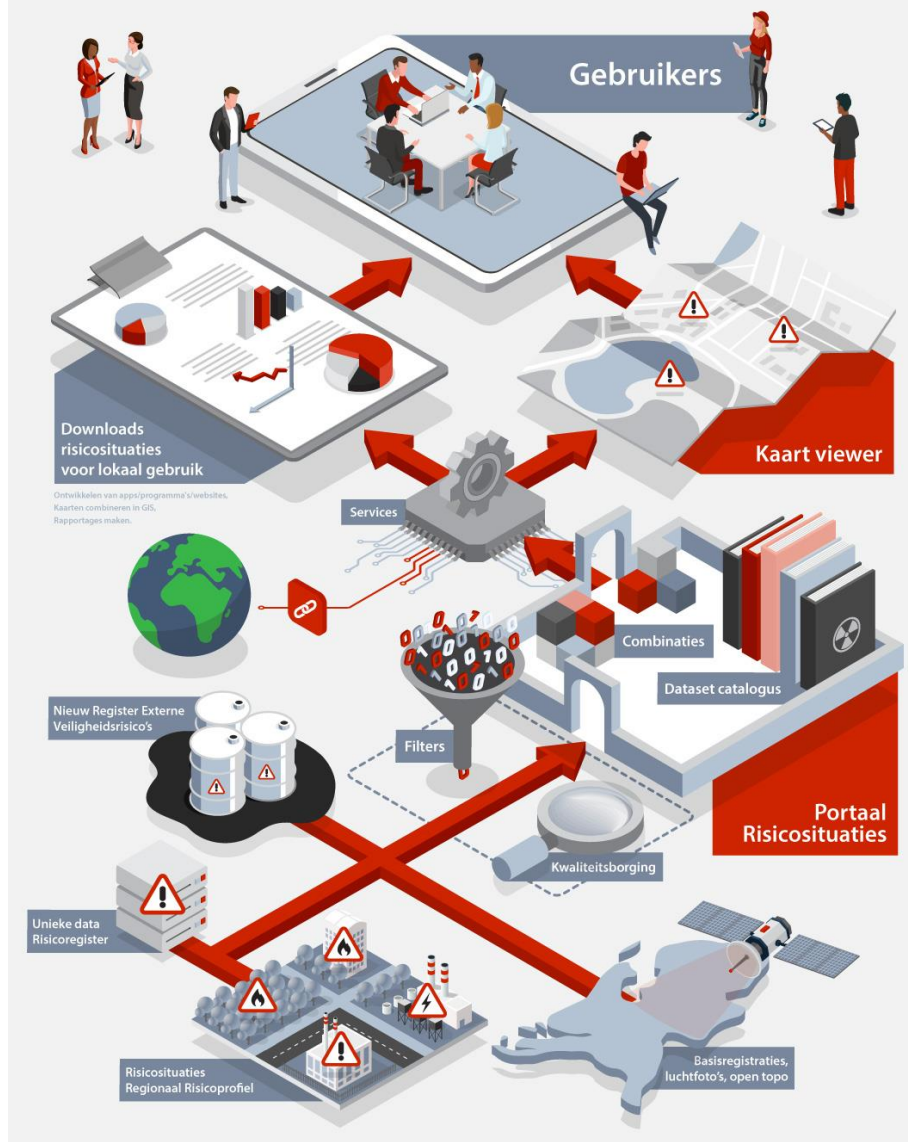 Gebruikers
Downloads
risicosituaties
voor lokaal gebruik
Ontwikkelen van apps/programma's/websites,
Kaarten combineren in GIS,
Rapportages maken.
Kaart viewer
Services
Combinaties
Dataset catalogus
Nieuw Register Externe
Veiligheidsrisico's
Filters
Portaal
Risicosituaties
Kwaliteitsborging
Unieke data
Risicoregister
Risicosituaties
Regionaal Risicoprofiel
Basisregistraties,
luchtfoto's, open topo